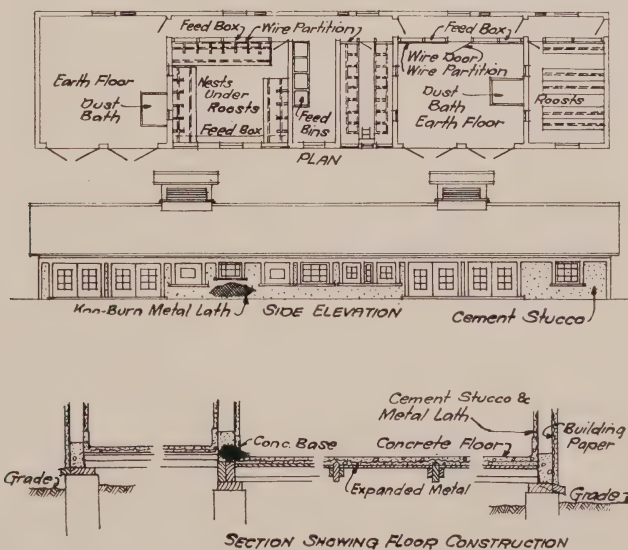 Feed Box Wire Partition Feed Box
Earth Floor
Dust
Bath
Nests
Under
Roosts
Feed Box
Feed
Bins
Wire Door
Wire Partition
Dust
Bath
Earth Floor
Roosts
PLAN
Kno-Burn Metal Lath
SIDE ELEVATION
Cement Stucco
Cement Stucco &
Metal Lath
Building
Paper
Conc. Base
Concrete Floor
Grade
Expanded Metal
Grade
SECTION SHOWING FLOOR CONSTRUCTION